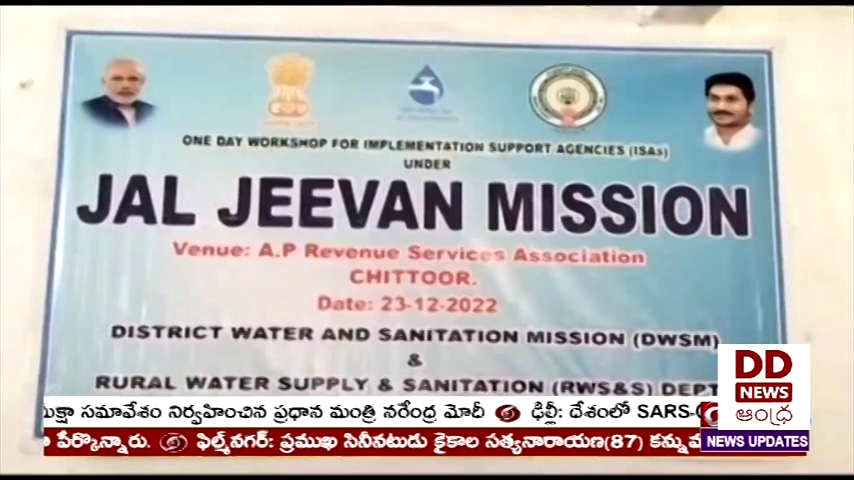 ONE DAY WORKSHOP FOR IMPLEMENTATION SUPPORT AGENCIES (ISAs)
UNDER
JAL JEEVAN MISSION
Venue: A.P Revenue Services Association
CHITTOOR.
Date: 23-12-2022
DISTRICT WATER AND SANITATION MISSION (DWSM)
&
RURAL WATER SUPPLY & SANITATION (RWS&S) DEPT
DD
NEWS
ఆంధ్ర
సమావేశం నిర్వహించిన ప్రధాన మంత్రి నరేంద్ర మోదీ ఢిల్లీ: దేశంలో SARS-
పేర్కొన్నారు. ఫిల్మ్‌నగర్: ప్రముఖ సినీనటుడు కైకాల సత్యనారాయణ(87)
NEWS UPDATES